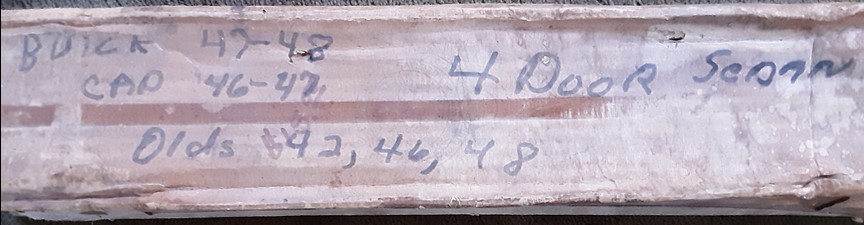 BUICK 47-48
CAD 46-47
4 DOOR SEDAN
Olds 42, 46, 48